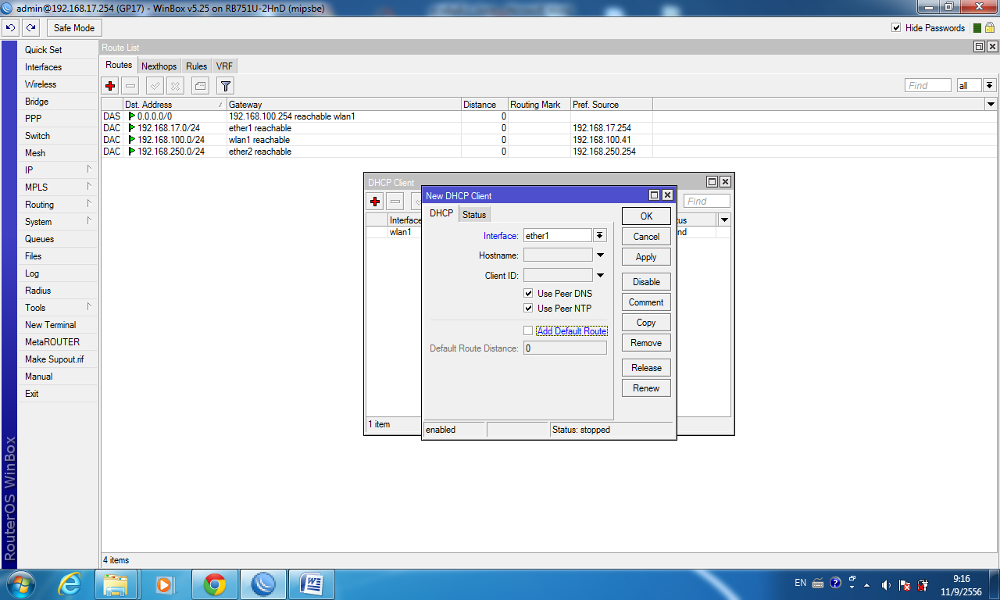 admin@192.168.17.254 (GP17) - WinBox v5.25 on RB751U-2HnD (mipsbe)
Safe Mode
Hide Passwords
Quick Set
Interfaces
Wireless
Bridge
PPP
Switch
Mesh
IP
MPLS
Routing
System
Queues
Files
Log
Radius
Tools
New Terminal
MetaROUTER
Make Supout.rif
Manual
Exit
RouterOS WinBox
Route List
Routes Nexthops Rules VRF
Find all
Dst. Address Gateway Distance Routing Mark Pref. Source
DAS 0.0.0.0/0 192.168.100.254 reachable wlan1 0
DAC 192.168.17.0/24 ether1 reachable 0 192.168.17.254
DAC 192.168.100.0/24 wlan1 reachable 0 192.168.100.41
DAC 192.168.250.0/24 ether2 reachable 0 192.168.250.254
DHCP Client
Find
Interface
wlan1
1 item
New DHCP Client
DHCP Status
Interface: ether1
Hostname:
Client ID:
Use Peer DNS
Use Peer NTP
Add Default Route
Default Route Distance: 0
OK
Cancel
Apply
Disable
Comment
Copy
Remove
Release
Renew
enabled Status: stopped
4 items
EN
9:16
11/9/2556